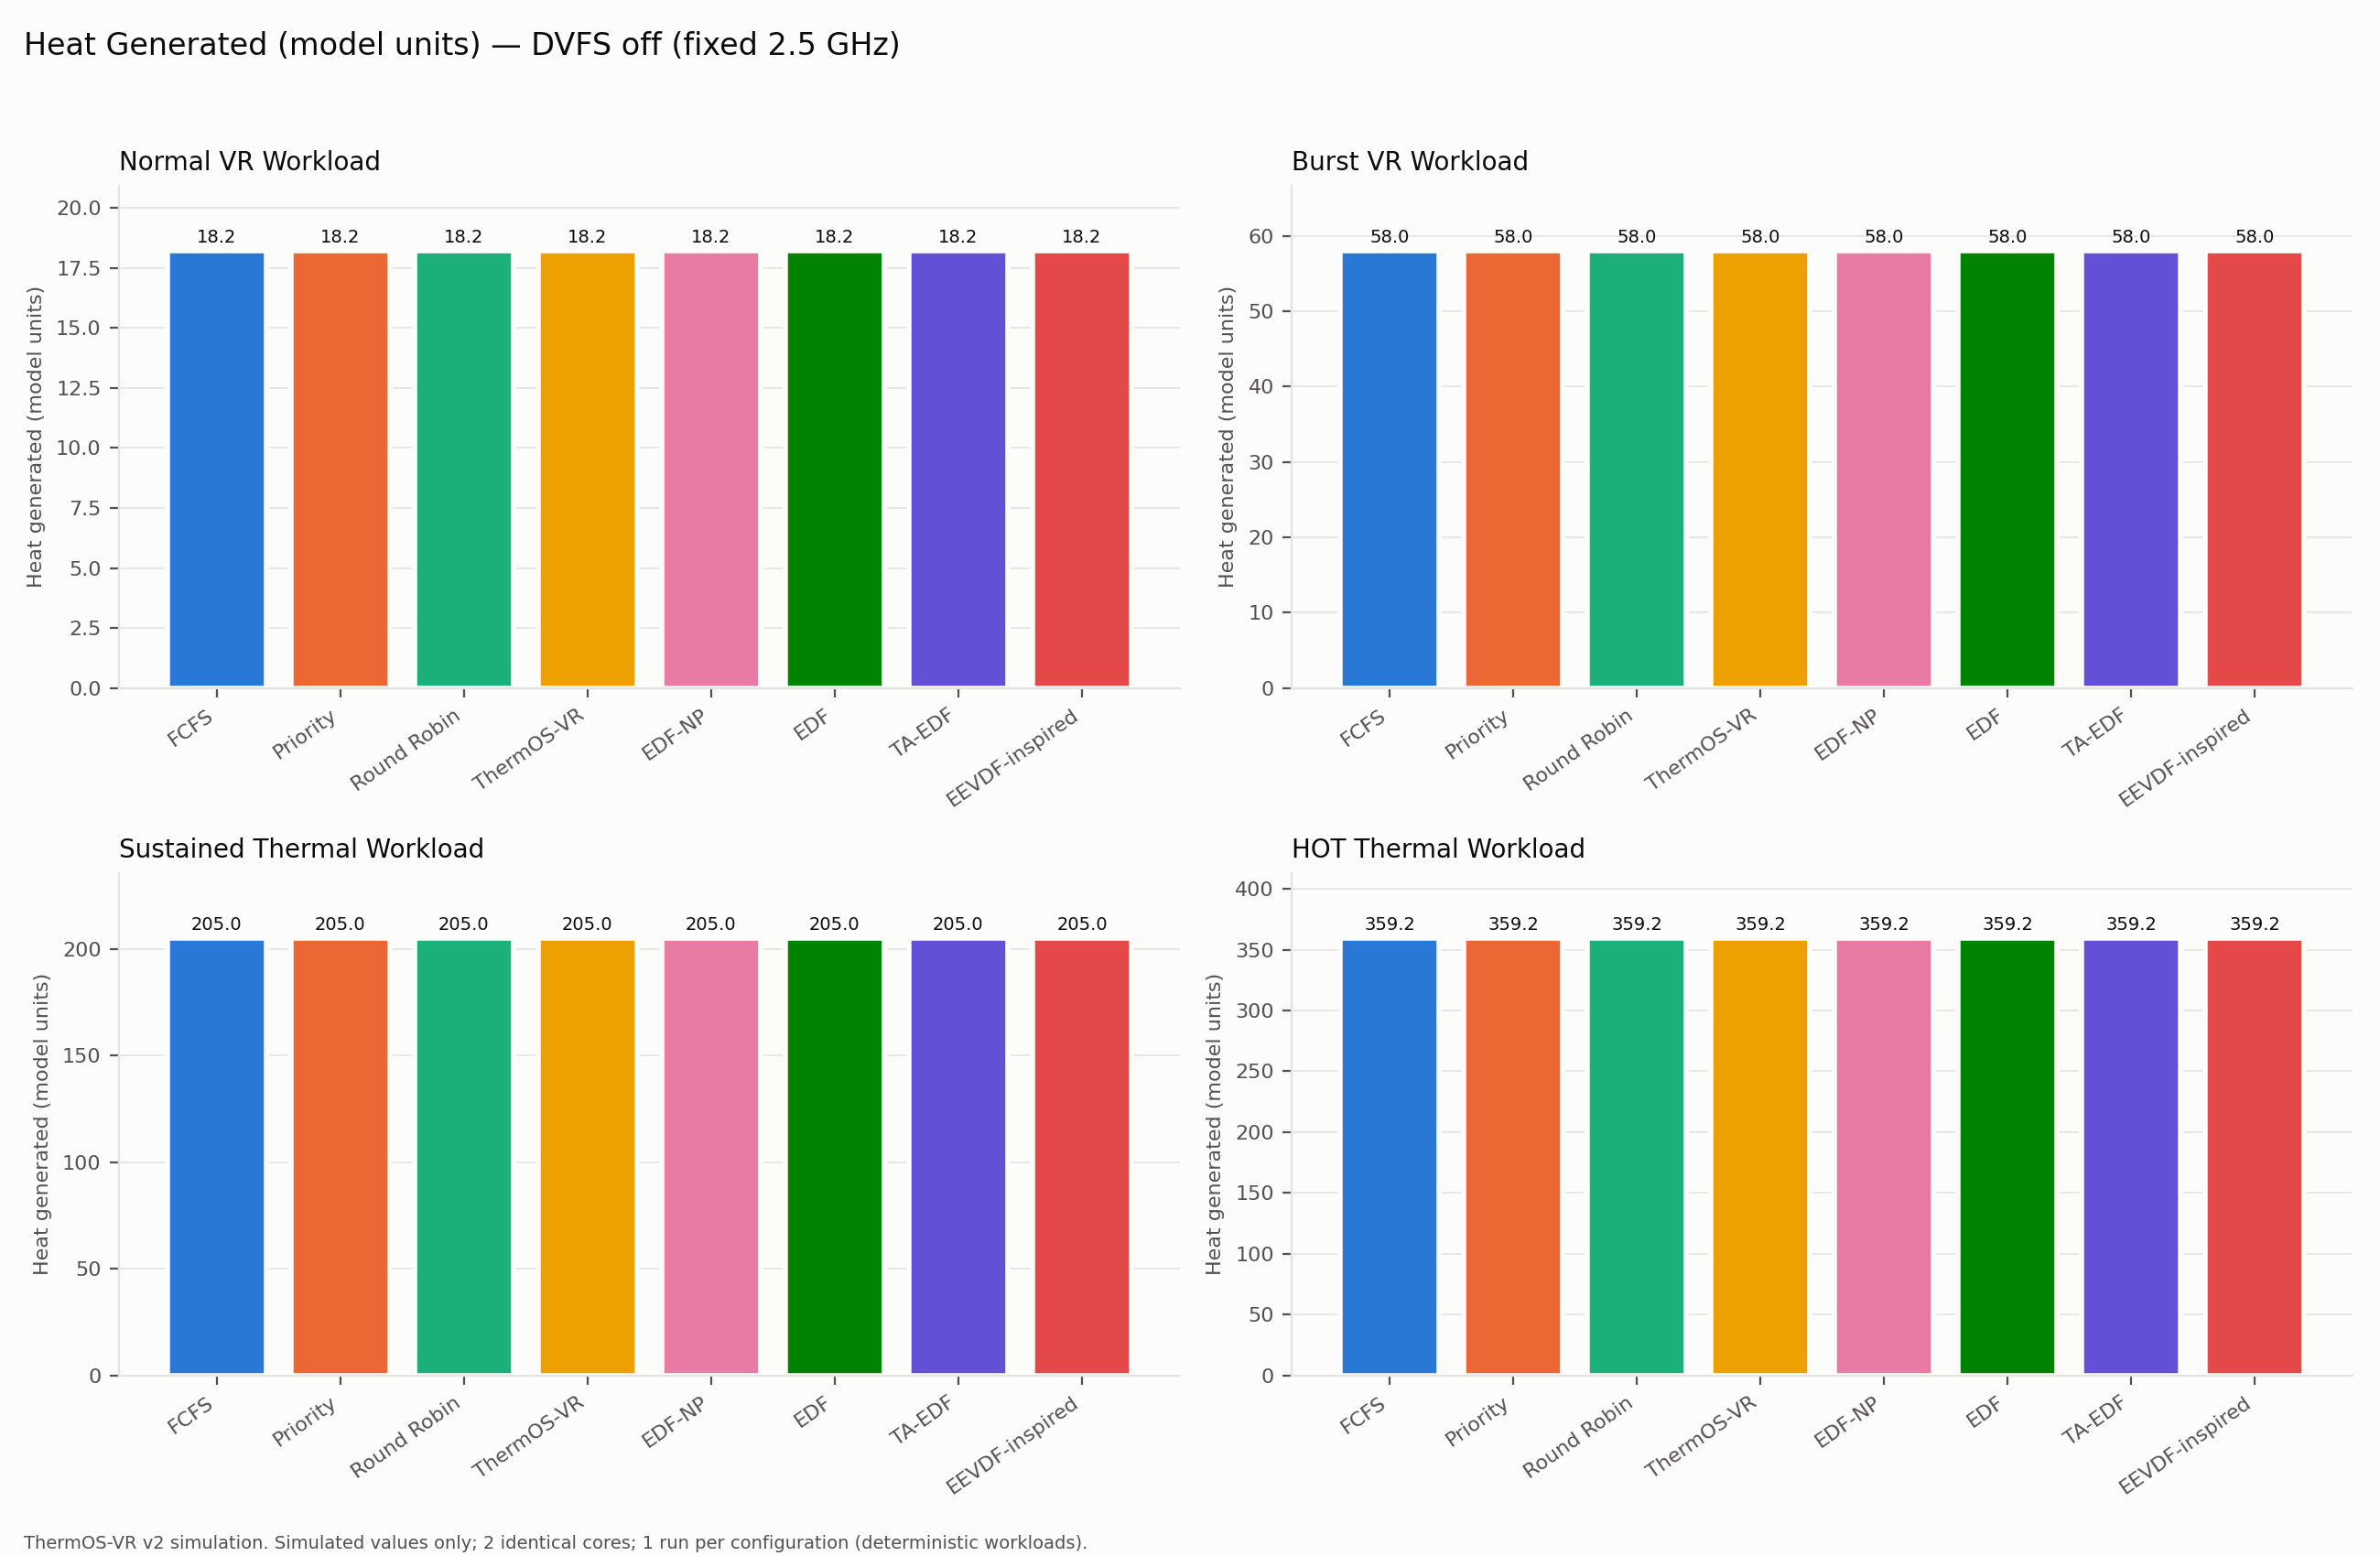 Heat Generated (model units) — DVFS off (fixed 2.5 GHz)
Normal VR Workload
Heat generated (model units)
20.0
17.5
15.0
12.5
10.0
7.5
5.0
2.5
0.0
18.2 18.2 18.2 18.2 18.2 18.2 18.2 18.2
FCFS Priority Round Robin ThermOS-VR EDF-NP EDF TA-EDF EEVDF-inspired
Burst VR Workload
Heat generated (model units)
60
50
40
30
20
10
0
58.0 58.0 58.0 58.0 58.0 58.0 58.0 58.0
FCFS Priority Round Robin ThermOS-VR EDF-NP EDF TA-EDF EEVDF-inspired
Sustained Thermal Workload
Heat generated (model units)
200
150
100
50
0
205.0 205.0 205.0 205.0 205.0 205.0 205.0 205.0
FCFS Priority Round Robin ThermOS-VR EDF-NP EDF TA-EDF EEVDF-inspired
HOT Thermal Workload
Heat generated (model units)
400
350
300
250
200
150
100
50
0
359.2 359.2 359.2 359.2 359.2 359.2 359.2 359.2
FCFS Priority Round Robin ThermOS-VR EDF-NP EDF TA-EDF EEVDF-inspired
ThermOS-VR v2 simulation. Simulated values only; 2 identical cores; 1 run per configuration (deterministic workloads).